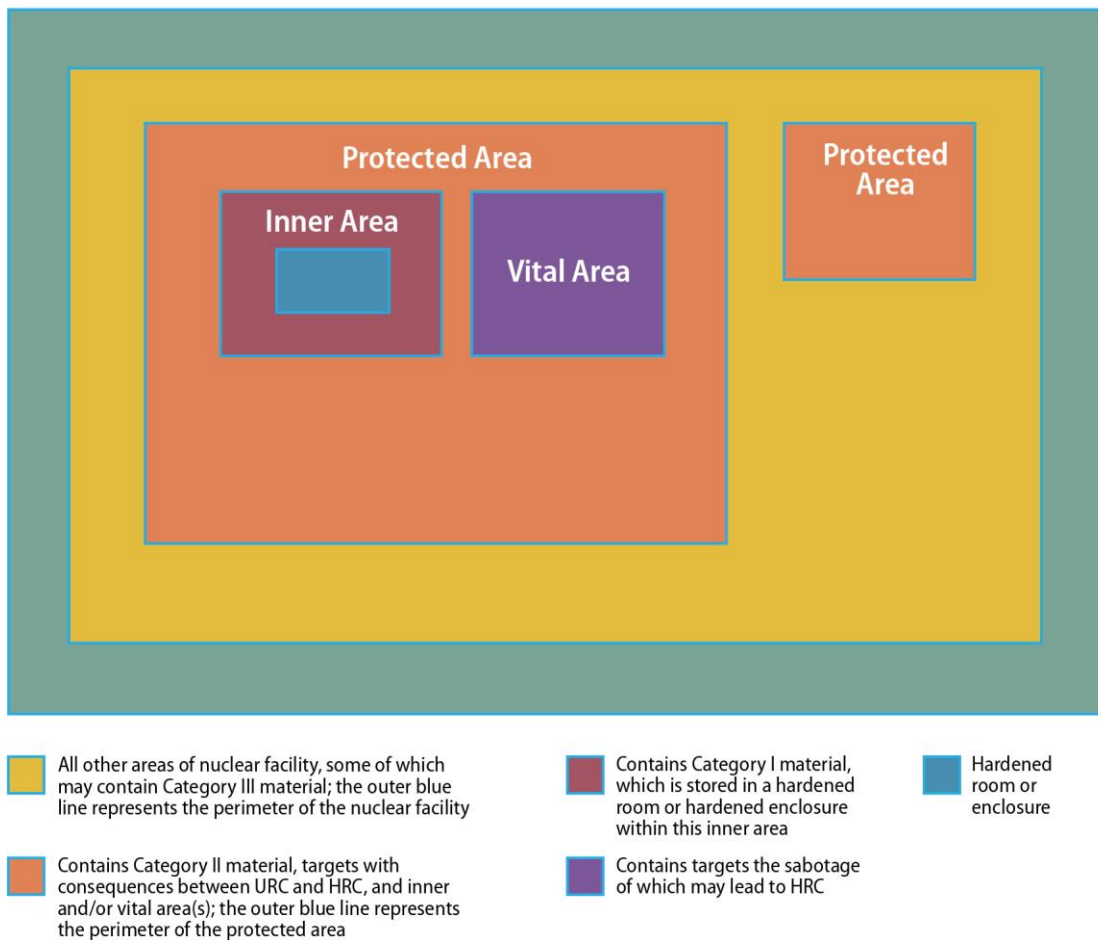 Protected Area
Protected
Area
Inner Area
Vital Area
All other areas of nuclear facility, some of which
may contain Category III material; the outer blue
line represents the perimeter of the nuclear facility
Contains Category II material, targets with
consequences between URC and HRC, and inner
and/or vital area(s); the outer blue line represents
the perimeter of the protected area
Contains Category I material,
which is stored in a hardened
room or hardened enclosure
within this inner area
Contains targets the sabotage
of which may lead to HRC
Hardened
room or
enclosure